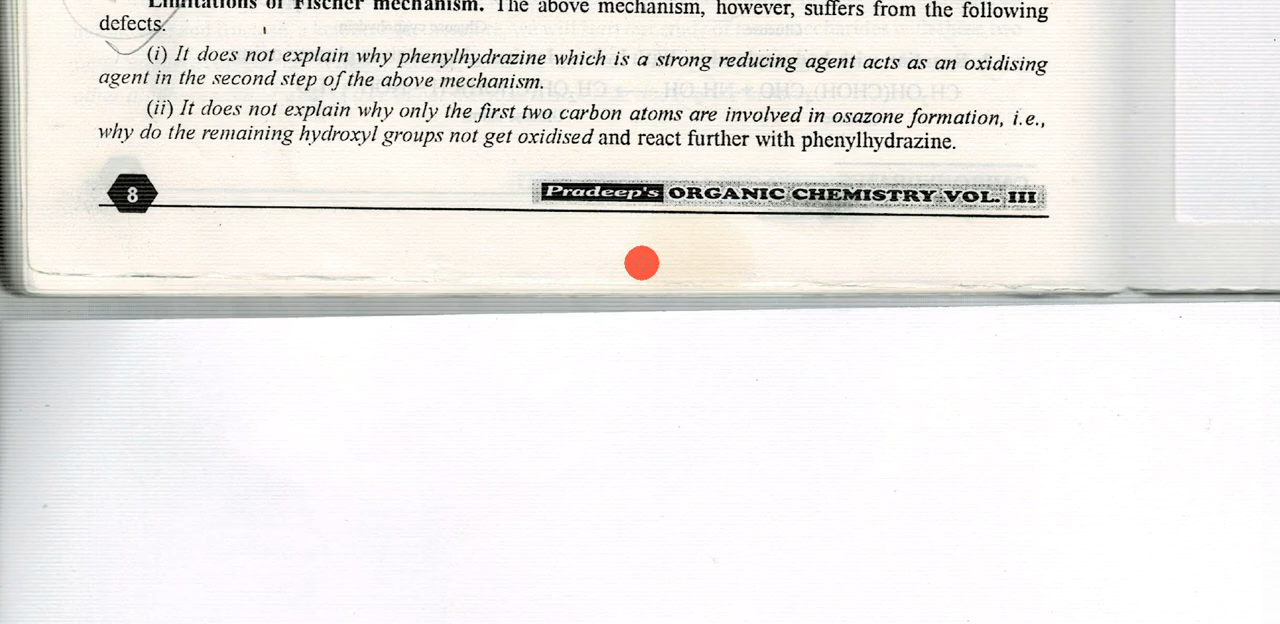 Limitations of Fischer mechanism. The above mechanism, however, suffers from the following
defects.
(i) It does not explain why phenylhydrazine which is a strong reducing agent acts as an oxidising
agent in the second step of the above mechanism.
(ii) It does not explain why only the first two carbon atoms are involved in osazone formation, i.e.,
why do the remaining hydroxyl groups not get oxidised and react further with phenylhydrazine.
8
Pradeep's ORGANIC CHEMISTRY VOL. III